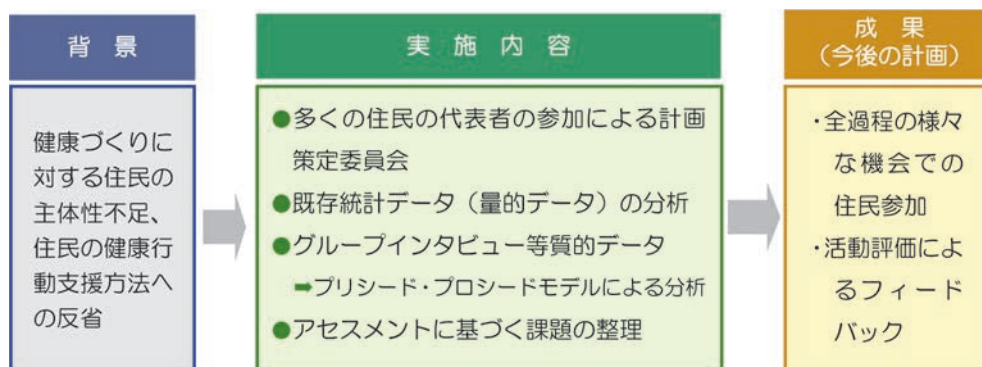 背景
健康づくりに
対する住民の
主体性不足、
住民の健康行
動支援方法へ
の反省
実施内容
●多くの住民の代表者の参加による計画
策定委員会
●既存統計データ（量的データ）の分析
●グループインタビュー等質的データ
➡プリシード・プロシードモデルによる分析
●アセスメントに基づく課題の整理
成果
（今後の計画）
・全過程の様々
な機会での
住民参加
・活動評価によ
るフィード
バック